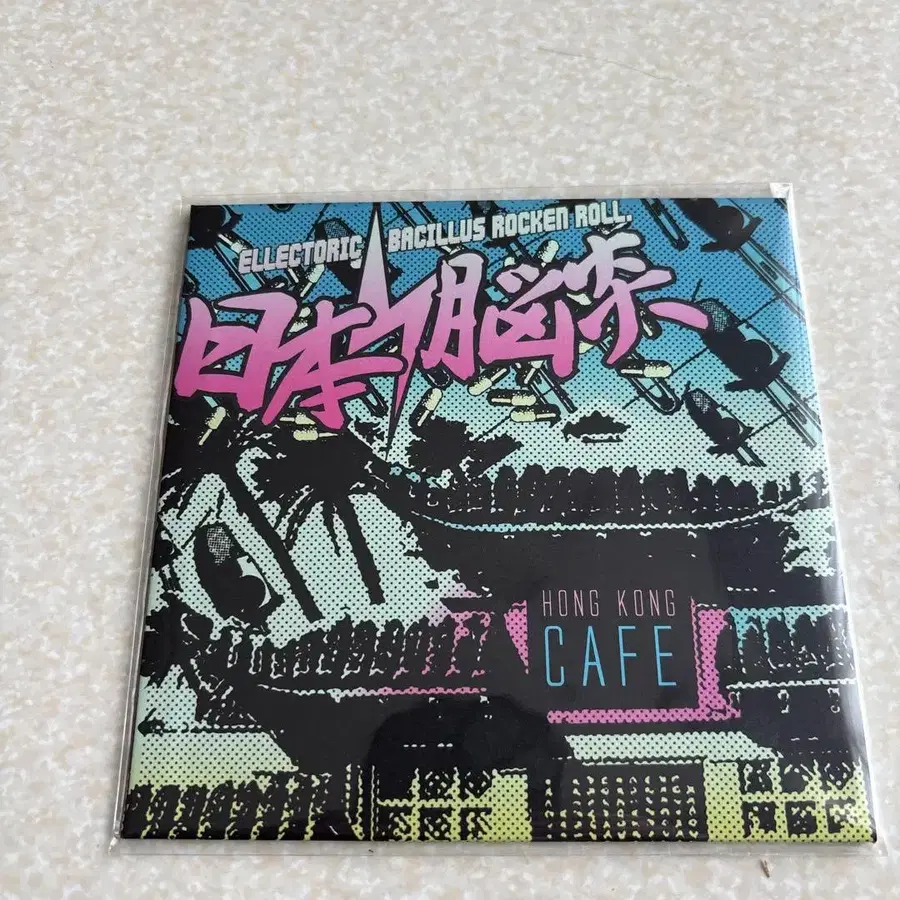 ELLECTORIC BACILLUS ROCKEN ROLL.
日本脳炎
HONG KONG
CAFE